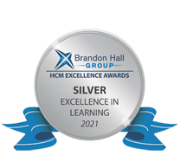 Brandon Hall
GROUP
HCM EXCELLENCE AWARDS
SILVER
EXCELLENCE IN
LEARNING
2021